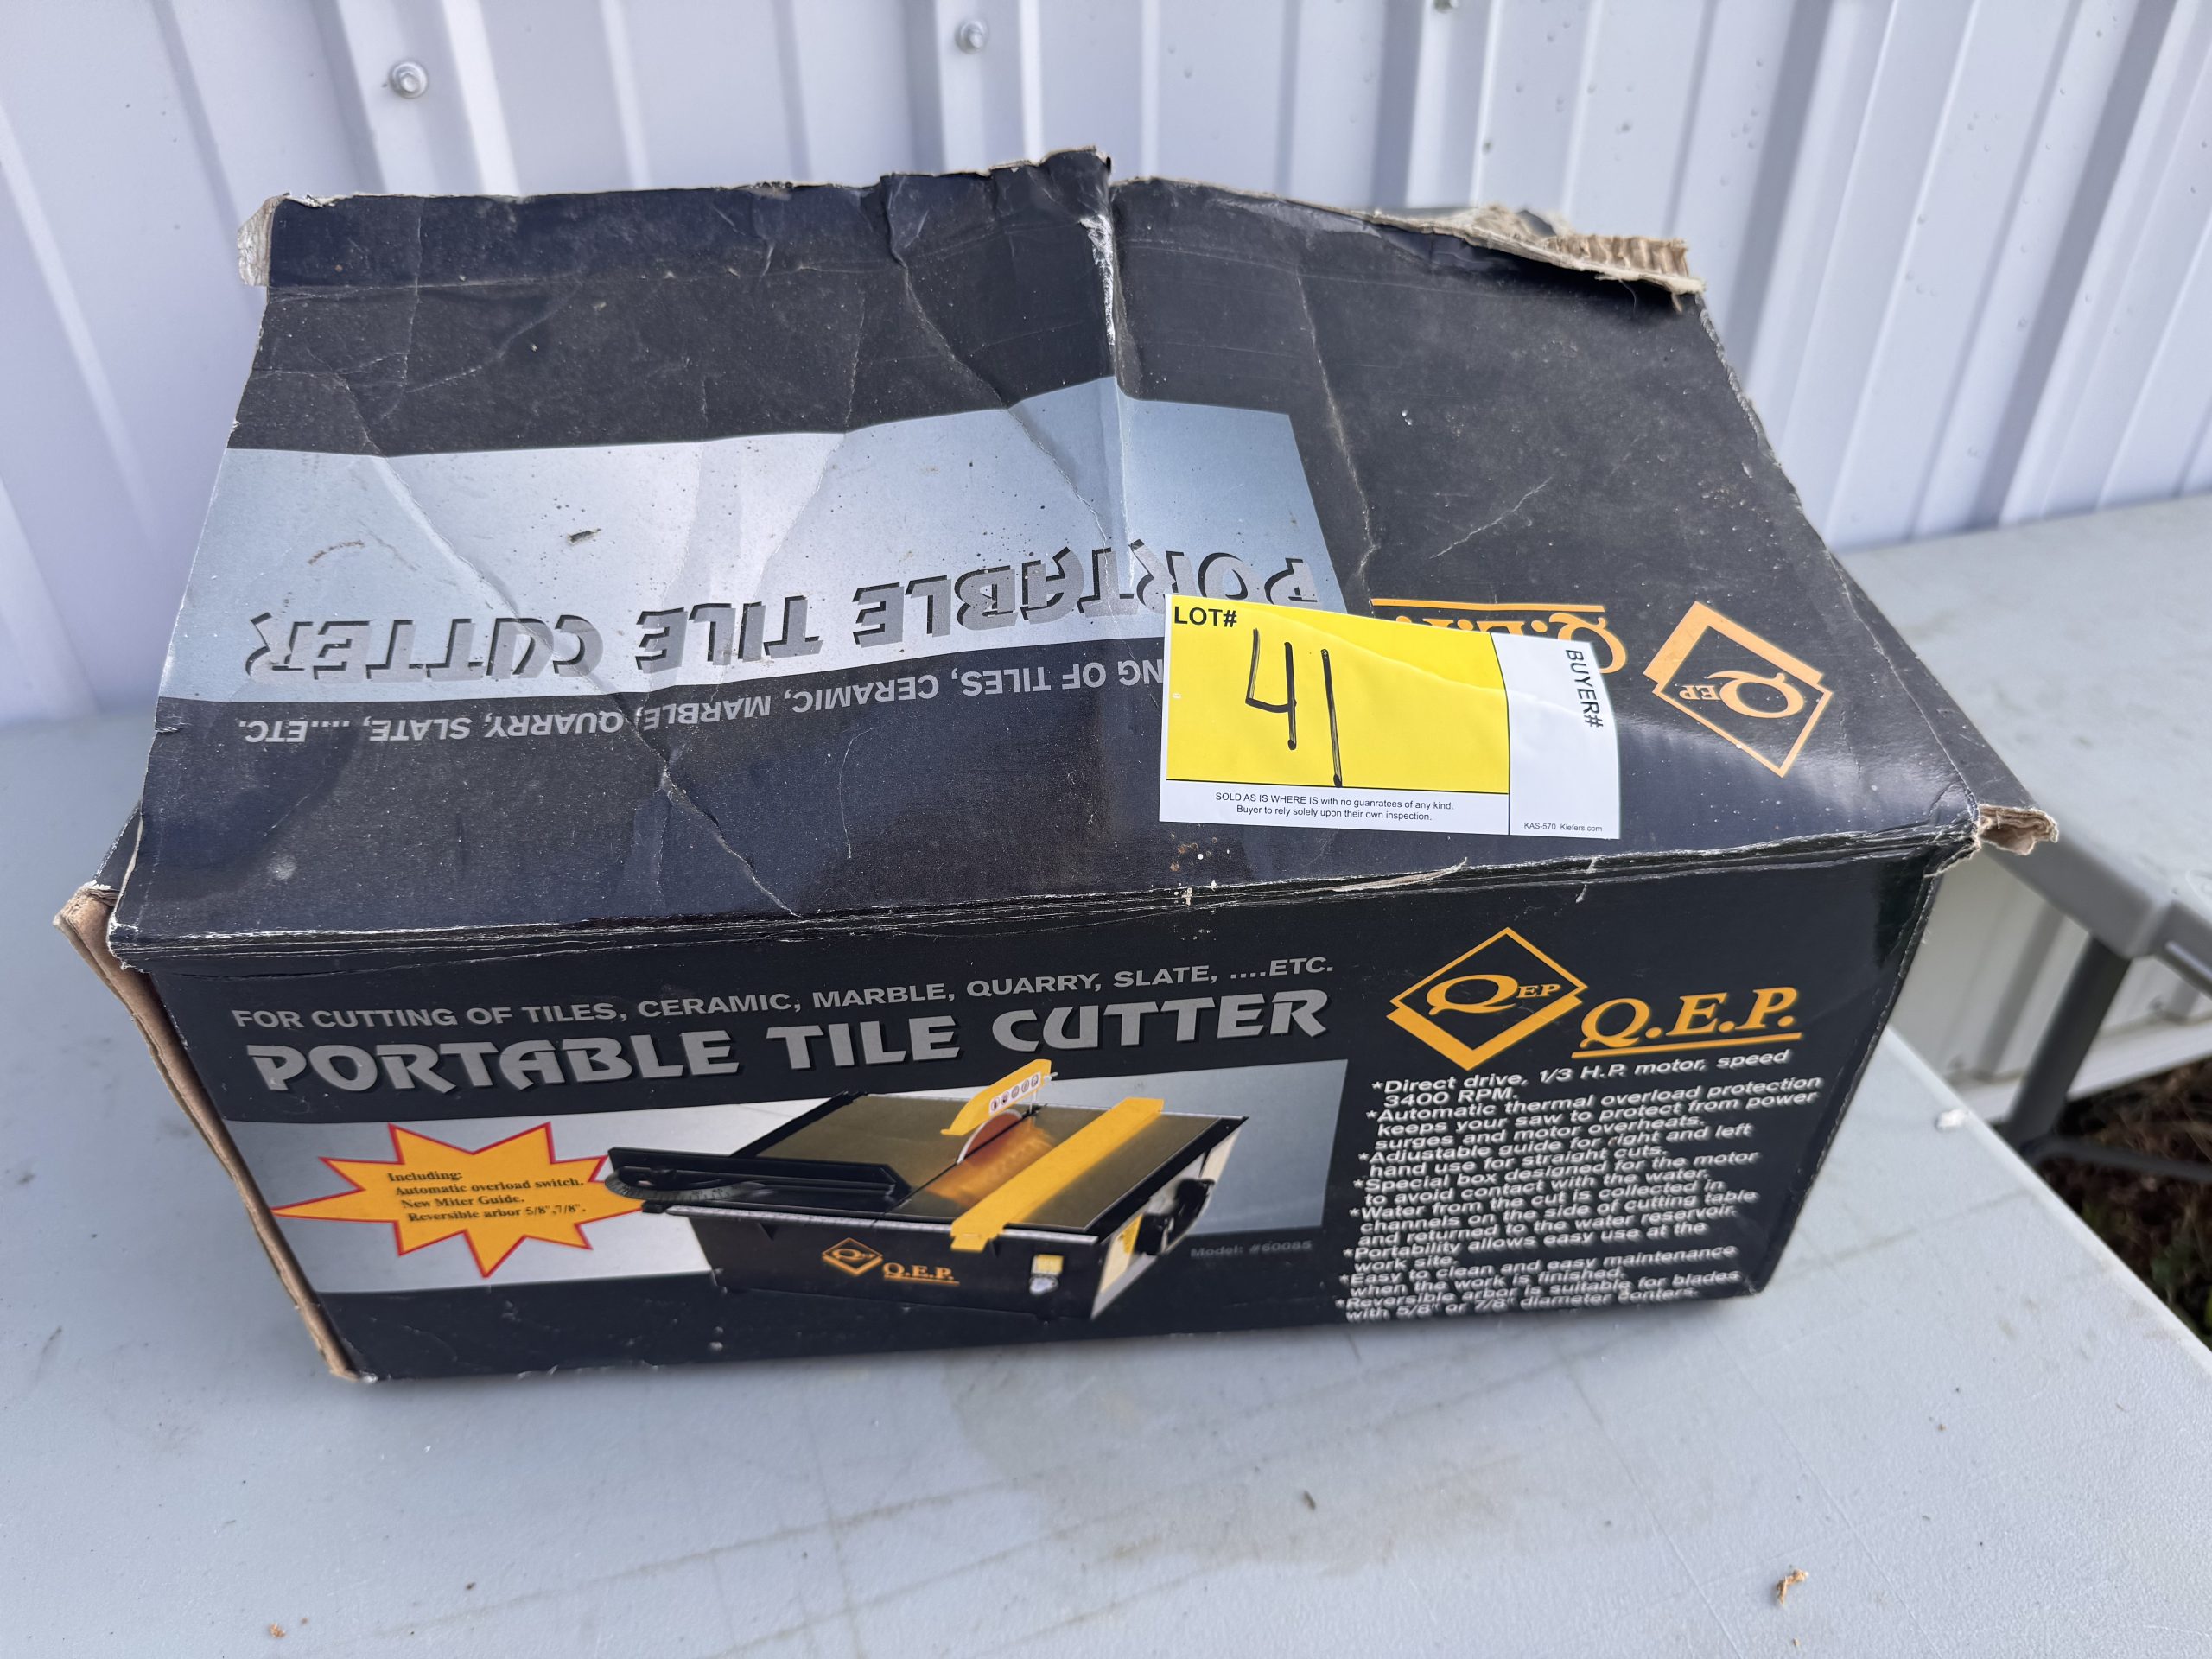 PORTABLE TILE CUTTER
NG OF TILES, CERAMIC, MARBLE, QUARRY, SLATE, ....ETC.
QEP
LOT#
41
BUYER#
SOLD AS IS WHERE IS with no guanratees of any kind.
Buyer to rely solely upon their own inspection.
KAS-570 Kiefers.com
FOR CUTTING OF TILES, CERAMIC, MARBLE, QUARRY, SLATE, ....ETC.
PORTABLE TILE CUTTER
Including:
Automatic overload switch.
New Miter Guide.
Reversible arbor 5/8",7/8".
Q.E.P.
Model: #60085
QEP
Q.E.P.
*Direct drive, 1/3 H.P. motor, speed
3400 RPM.
*Automatic thermal overload protection
keeps your saw to protect from power
surges and motor overheats.
*Adjustable guide for right and left
hand use for straight cuts.
*Special box designed for the motor
to avoid contact with the water.
*Water from the cut is collecteer in
channels on the side of cutting table
and returned to the water reservoir.
*Portability allows easy use at the
work site.
*Easy to clean and easy maintenance
when the work is finished.
*Reversible arbor is suitable for blades
with 5/8" or 7/8" diameter centers.